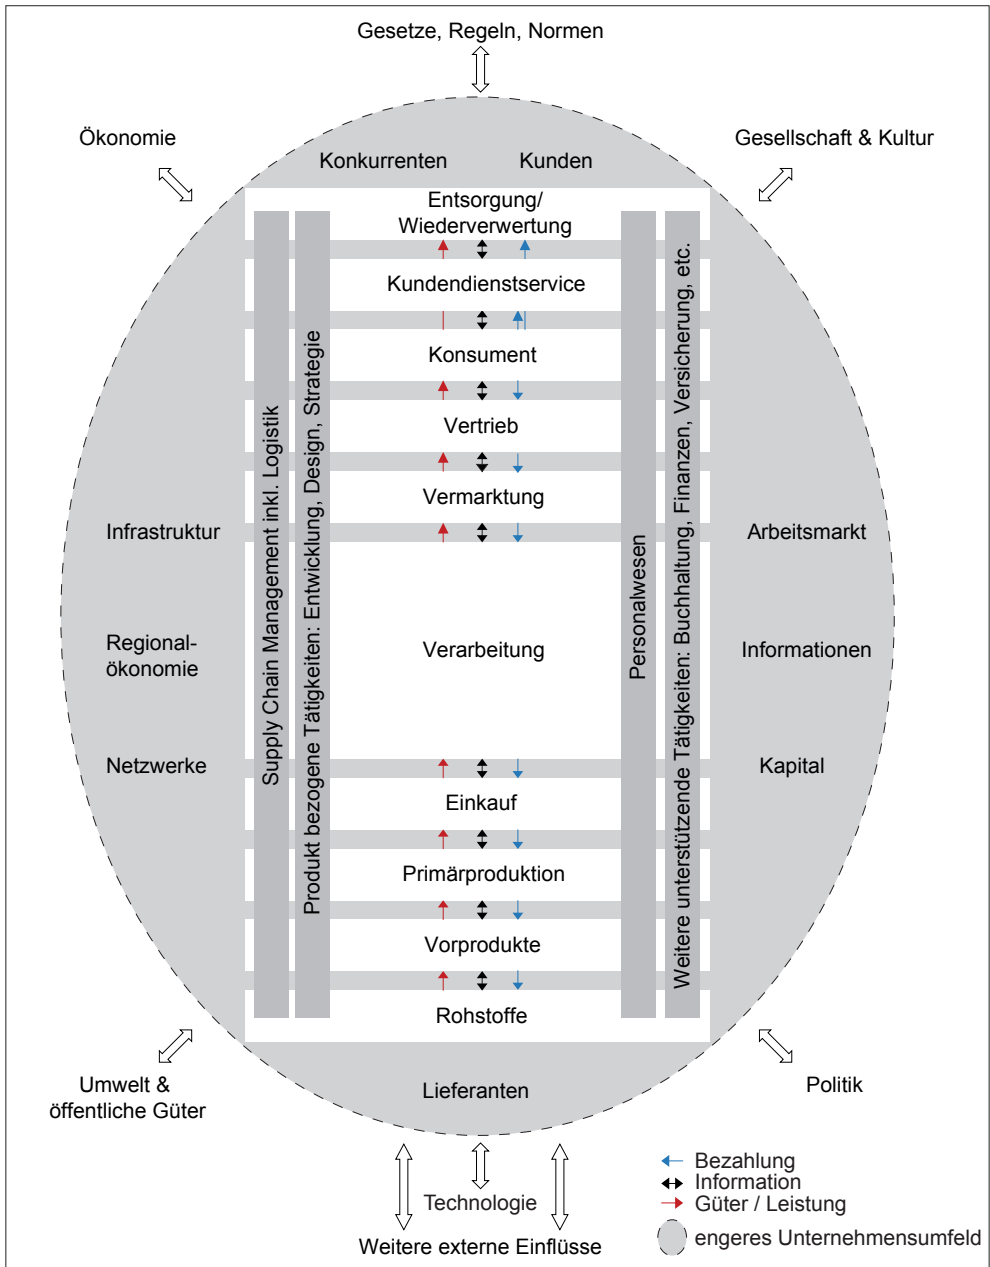 Gesetze, Regeln, Normen
Ökonomie
Gesellschaft & Kultur
Konkurrenten
Kunden
Entsorgung/
Wiederverwertung
Kundendienstservice
Konsument
Vertrieb
Vermarktung
Verarbeitung
Einkauf
Primärproduktion
Vorprodukte
Rohstoffe
Supply Chain Management inkl. Logistik
Produkt bezogene Tätigkeiten: Entwicklung, Design, Strategie
Personalwesen
Weitere unterstützende Tätigkeiten: Buchhaltung, Finanzen, Versicherung, etc.
Infrastruktur
Regional-
ökonomie
Netzwerke
Arbeitsmarkt
Informationen
Kapital
Lieferanten
Umwelt &
öffentliche Güter
Politik
Technologie
Weitere externe Einflüsse
Bezahlung
Information
Güter / Leistung
engeres Unternehmensumfeld